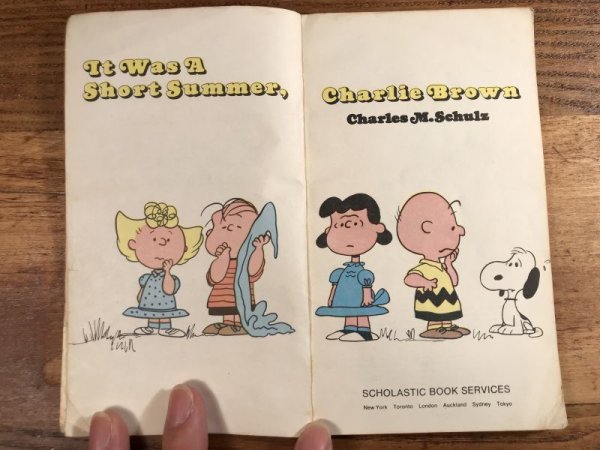 It Was A
Short Summer,
Charlie Brown
Charles M. Schulz
SCHOLASTIC BOOK SERVICES
New York Toronto London Auckland Sydney Tokyo